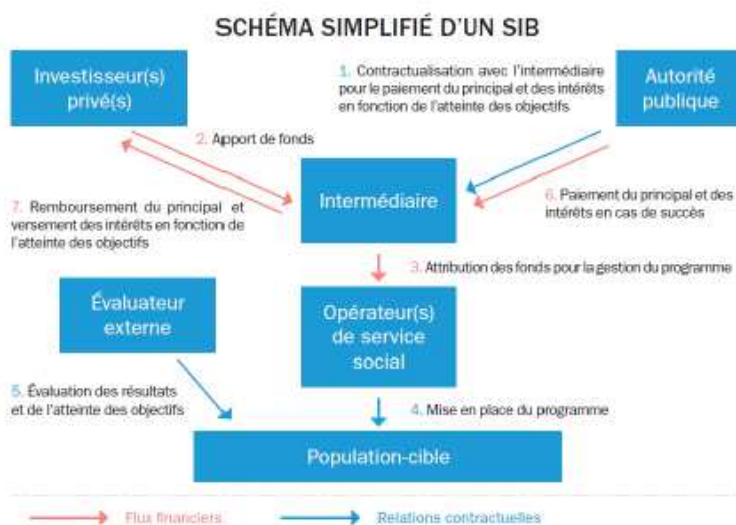 SCHÉMA SIMPLIFIÉ D'UN SIB
Investisseur(s)
privé(s)
1. Contractualisation avec l'intermédiaire
pour le paiement du principal et des intérêts
en fonction de l'atteinte des objectifs
Autorité
publique
2. Apport de fonds
7. Remboursement du principal et
versement des intérêts en fonction de
l'atteinte des objectifs
Intermédiaire
6. Paiement du principal et des
intérêts en cas de succès
3. Attribution des fonds pour la gestion du programme
Évaluateur
externe
Opérateur(s)
de service
social
5. Évaluation des résultats
et de l'atteinte des objectifs
4. Mise en place du programme
Population-cible
Flux financiers
Relations contractuelles